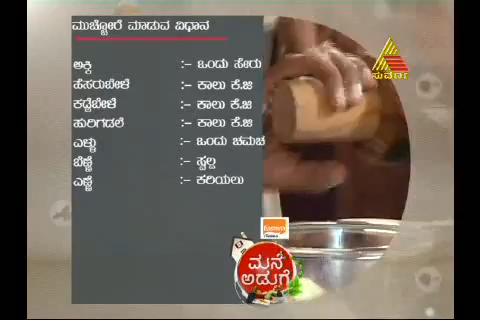 ಮುಚ್ಚೋರೆ ಮಾಡುವ ವಿಧಾನ
ಅಕ್ಕಿ :- ಒಂದು ಸೇರು
ಹೆಸರುಬೇಳೆ :- ಕಾಲು ಕೆ.ಜಿ
ಕಡ್ಲೆಬೇಳೆ :- ಕಾಲು ಕೆ.ಜಿ
ಹುರಿಗಡಲೆ :- ಕಾಲು ಕೆ.ಜಿ
ಎಳ್ಳು :- ಒಂದು ಚಮಚ
ಬೆಣ್ಣೆ :- ಸ್ವಲ್ಪ
ಎಣ್ಣೆ :- ಕರಿಯಲು
ಸುವರ್ಣ
ಮನೆ
ಅಡುಗೆ